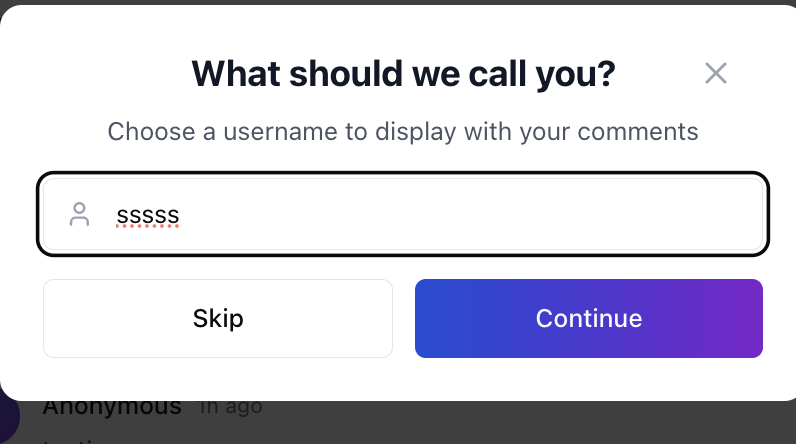 What should we call you?
Choose a username to display with your comments
sssss
Skip
Continue
Anonymous 1h ago